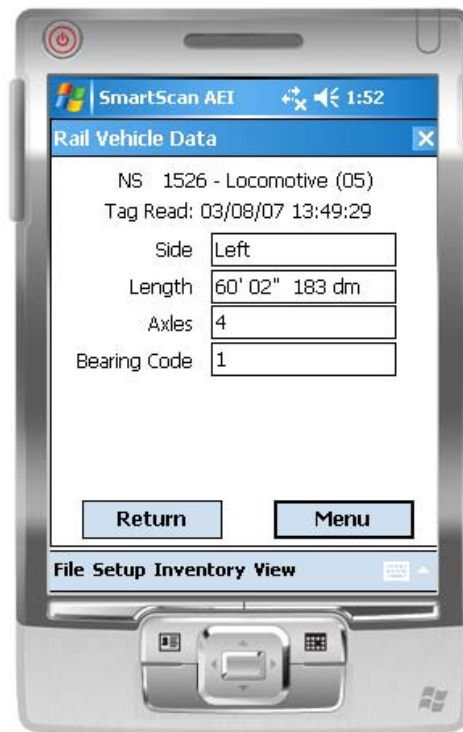 SmartScan AEI 1:52
Rail Vehicle Data
NS 1526 - Locomotive (05)
Tag Read: 03/08/07 13:49:29
Side Left
Length 60' 02" 183 dm
Axles 4
Bearing Code 1
Return Menu
File Setup Inventory View